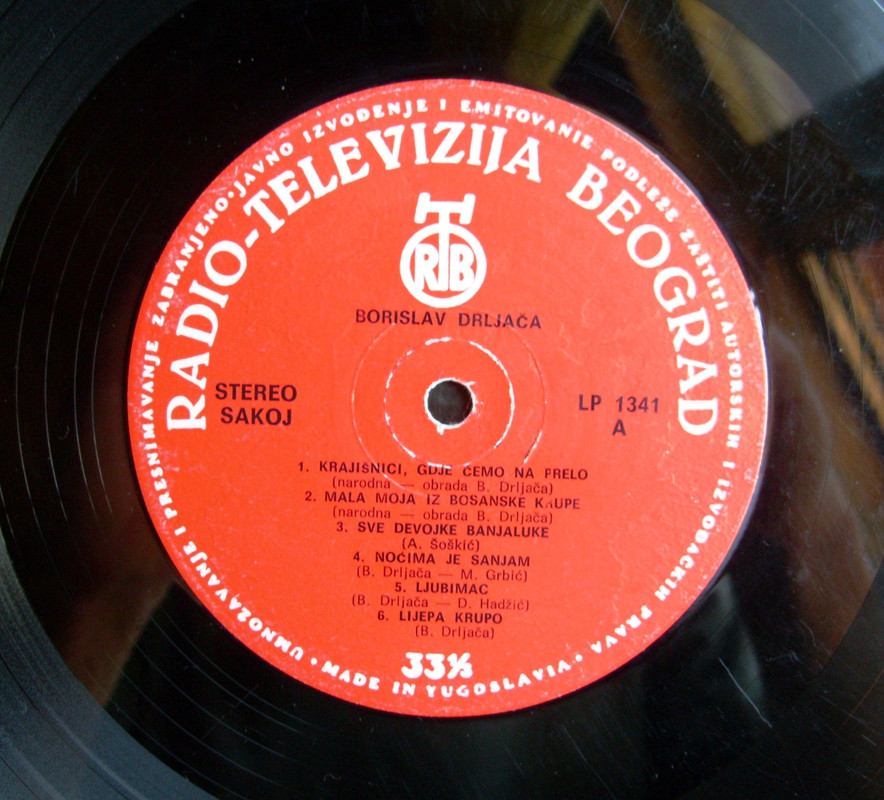 UMNOŽAVANJE I PRESNIMAVANJE ZABRANJENO • JAVNO IZVOĐENJE I EMITOVANJE PODLEŽE ZAŠTITI AUTORSKIH I IZVOĐAČKIH PRAVA • MADE IN YUGOSLAVIA •
RADIO-TELEVIZIJA BEOGRAD
RTB
BORISLAV DRLJAČA
STEREO
SAKOJ
LP 1341
A
1. KRAJIŠNICI, GDJE ĆEMO NA PRELO
(narodna — obrada B. Drljača)
2. MALA MOJA IZ BOSANSKE KRUPE
(narodna — obrada B. Drljača)
3. SVE DEVOJKE BANJALUKE
(A. Šoškić)
4. NOĆIMA JE SANJAM
(B. Drljača — M. Grbić)
5. LJUBIMAC
(B. Drljača — D. Hadžić)
6. LIJEPA KRUPO
(B. Drljača)
33⅓